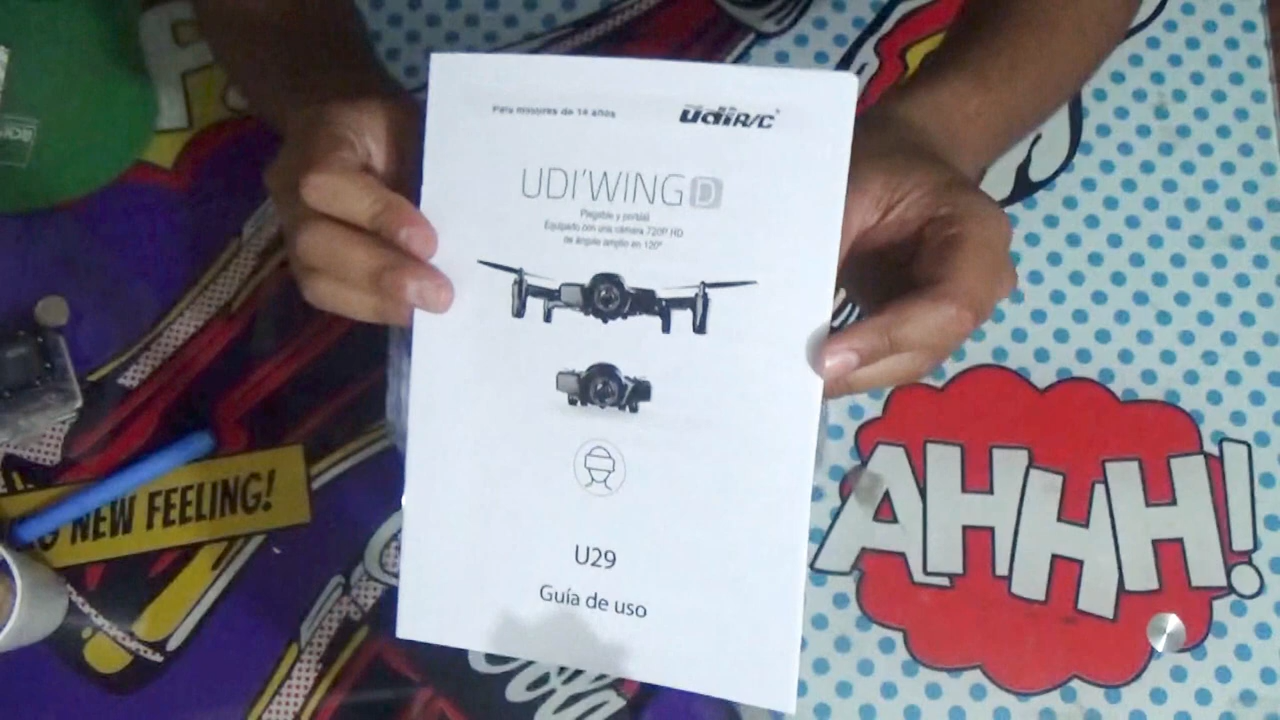 Para mayores de 14 años
udiR/C
UDI'WING D
Plegable y portátil
Equipado con una cámara 720P HD
de ángulo amplio en 120º
U29
Guía de uso
NEW FEELING!
AHHH!